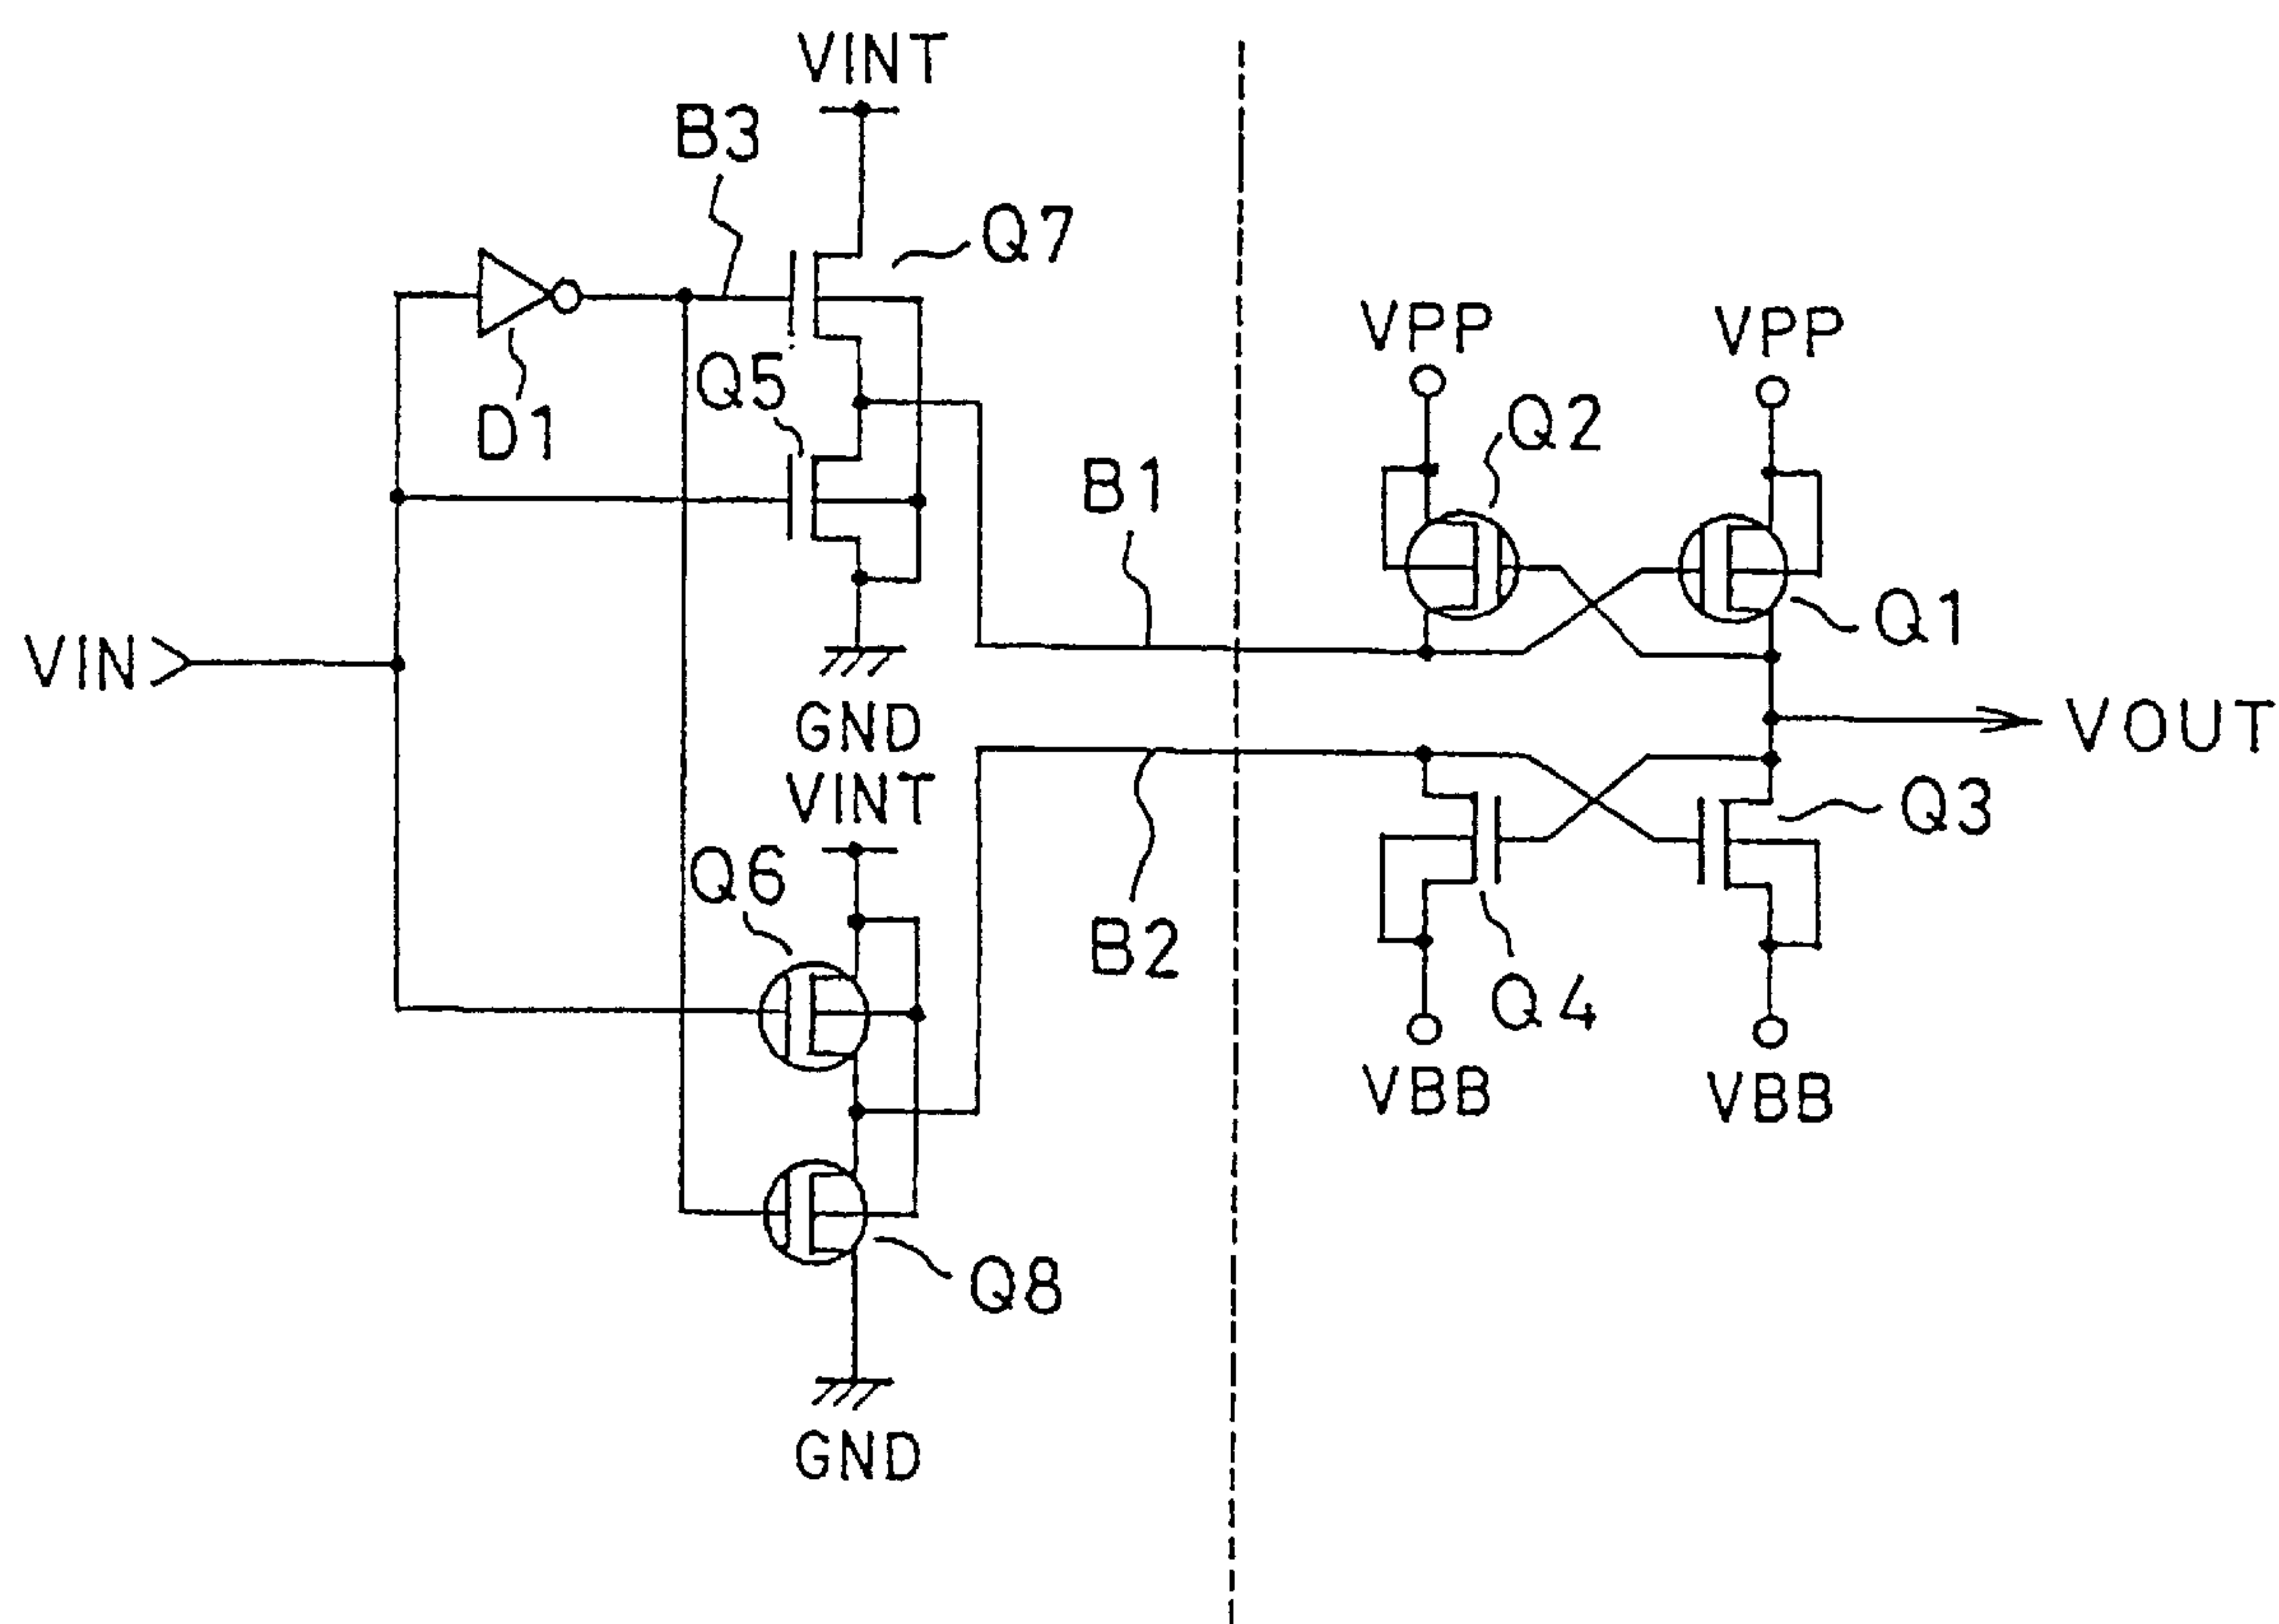 VINT
B3
Q7
D1
Q5
VPP
VPP
Q2
B1
Q1
VIN
GND
VOUT
VINT
Q3
Q6
B2
Q4
VBB
VBB
Q8
GND